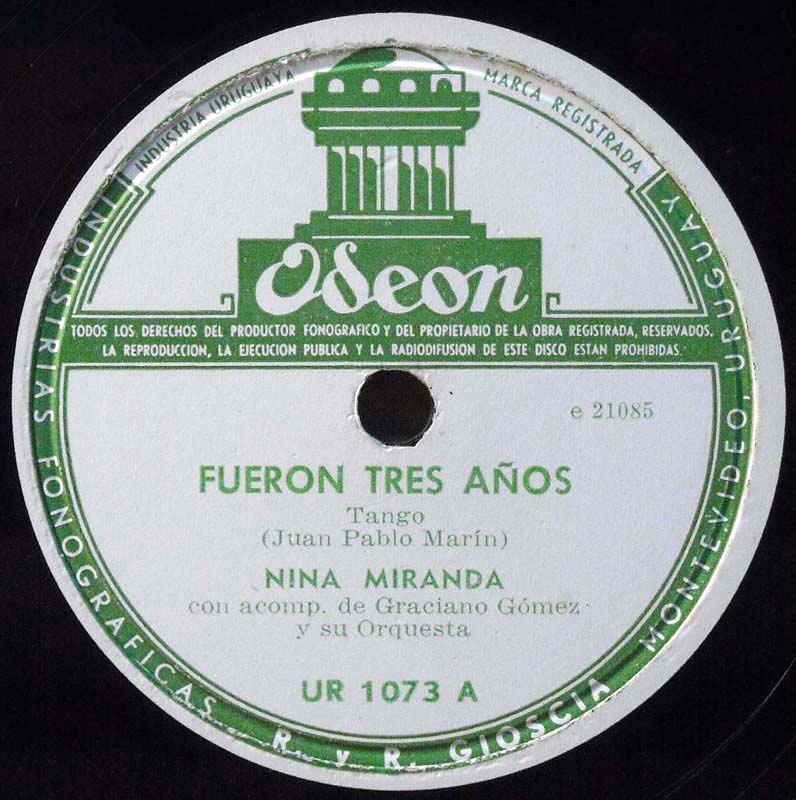 INDUSTRIA URUGUAYA
MARCA REGISTRADA
Odeon
TODOS LOS DERECHOS DEL PRODUCTOR FONOGRAFICO Y DEL PROPIETARIO DE LA OBRA REGISTRADA, RESERVADOS.
LA REPRODUCCION, LA EJECUCION PUBLICA Y LA RADIODIFUSION DE ESTE DISCO ESTAN PROHIBIDAS.
e 21085
FUERON TRES AÑOS
Tango
(Juan Pablo Marín)
NINA MIRANDA
con acomp. de Graciano Gómez
y su Orquesta
UR 1073 A
INDUSTRIAS FONOGRAFICAS R. y R. GIOSCIA MONTEVIDEO, URUGUAY